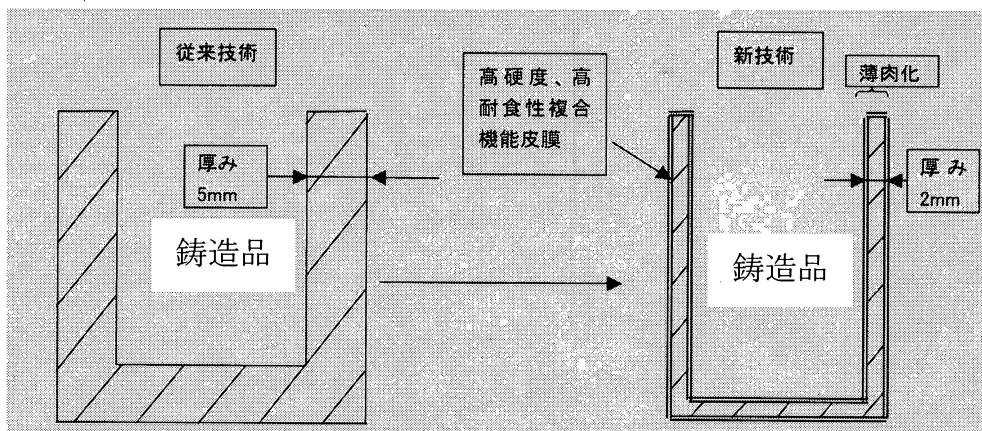 従来技術
厚み
5mm
鋳造品
高硬度、高
耐食性複合
機能皮膜
新技術
薄肉化
厚み
2mm
鋳造品